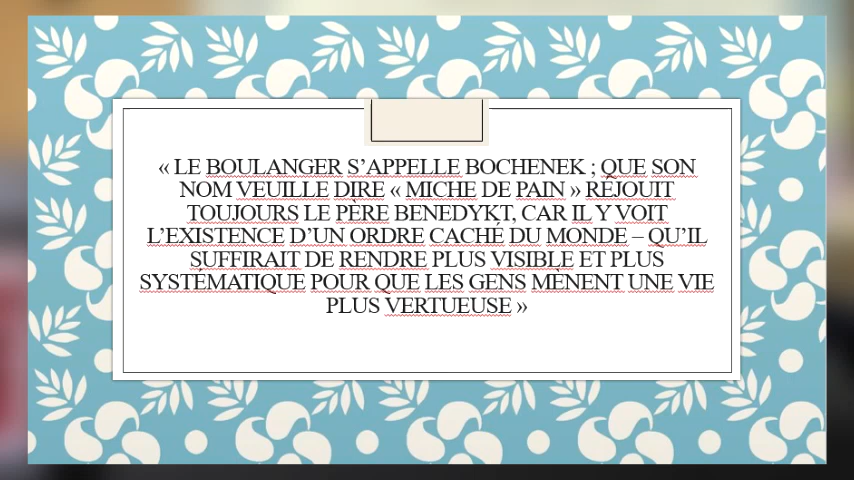 « LE BOULANGER S’APPELLE BOCHENEK ; QUE SON
NOM VEUILLE DIRE « MICHE DE PAIN » RÉJOUIT
TOUJOURS LE PÈRE BENEDYKT, CAR IL Y VOIT
L’EXISTENCE D’UN ORDRE CACHÉ DU MONDE – QU’IL
SUFFIRAIT DE RENDRE PLUS VISIBLE ET PLUS
SYSTÉMATIQUE POUR QUE LES GENS MÈNENT UNE VIE
PLUS VERTUEUSE »